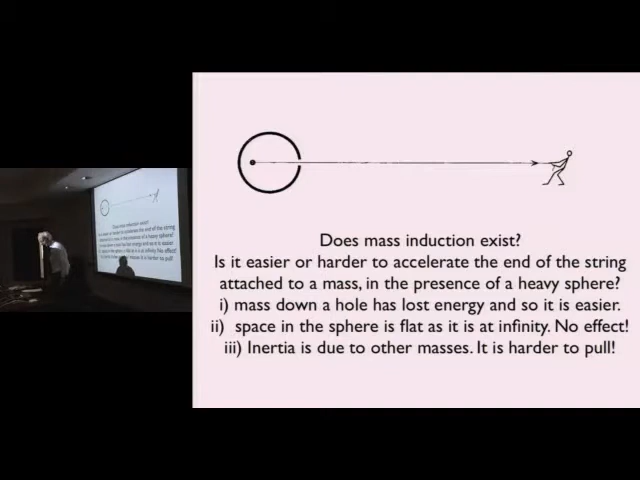 Does mass induction exist?
Is it easier or harder to accelerate the end of the string
attached to a mass, in the presence of a heavy sphere?
i) mass down a hole has lost energy and so it is easier.
ii) space in the sphere is flat as it is at infinity. No effect!
iii) Inertia is due to other masses. It is harder to pull!